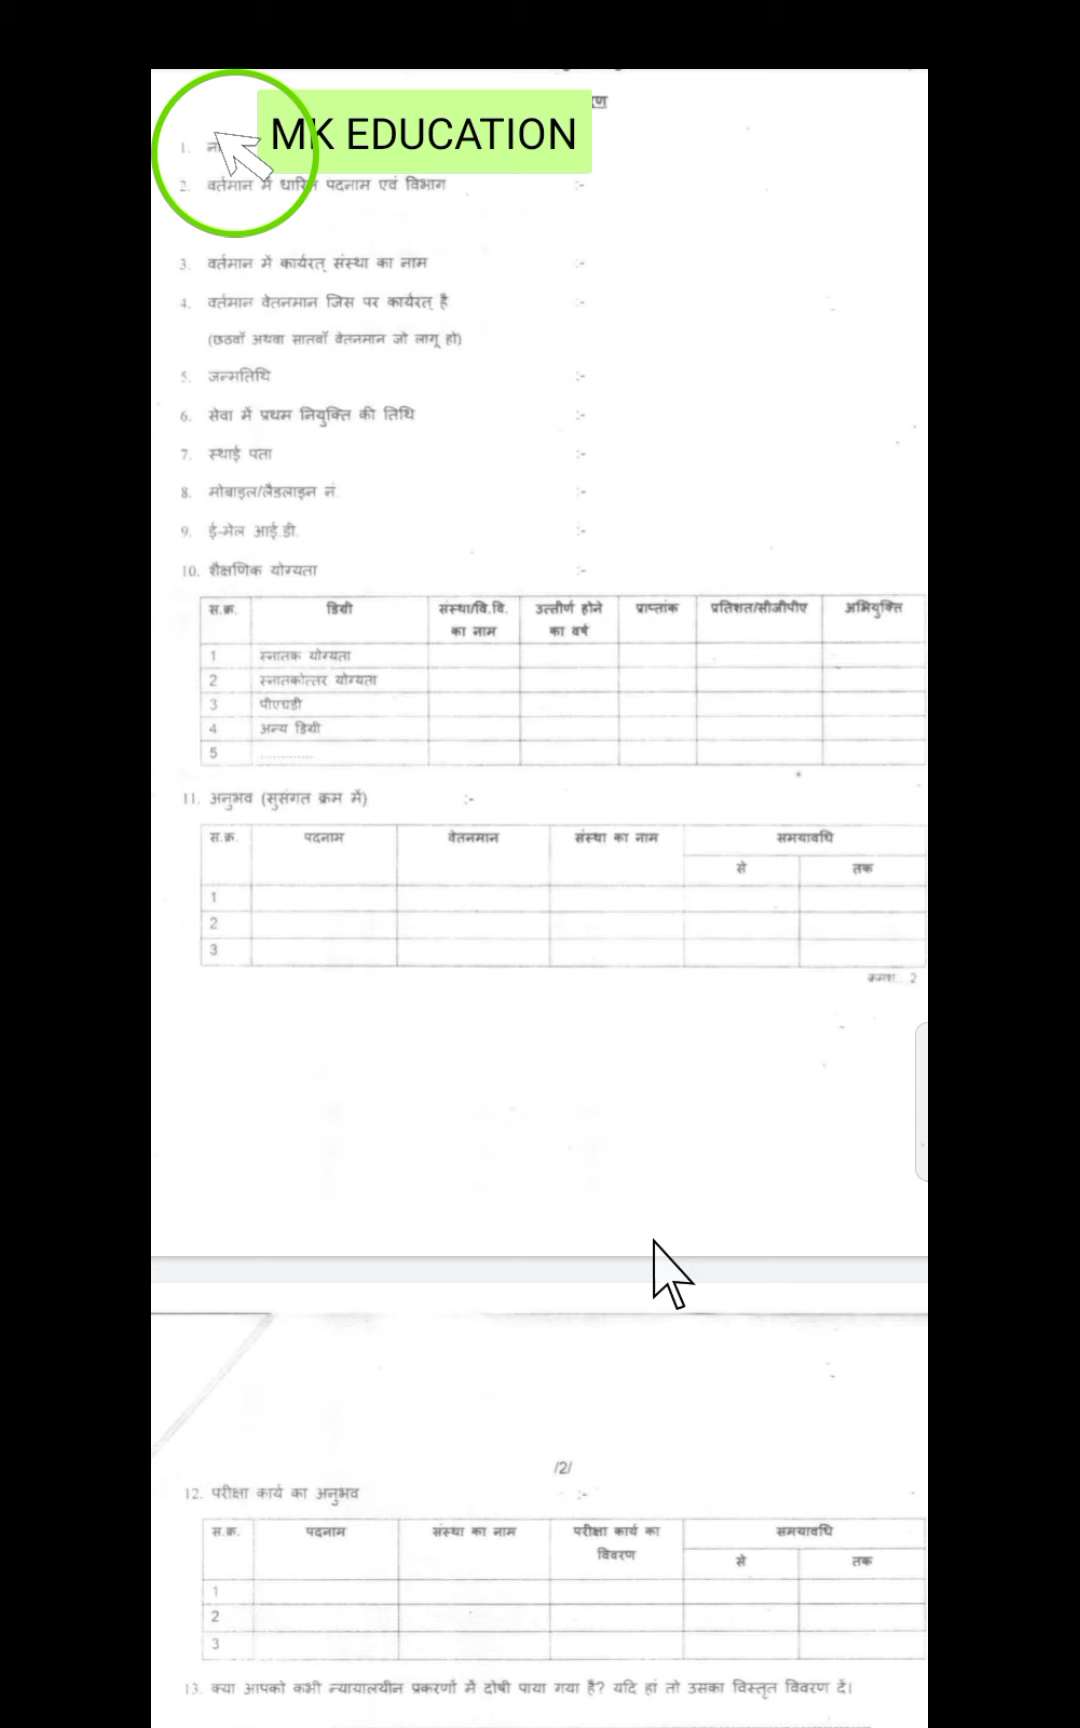 MK EDUCATION
1.
2. वर्तमान में धारित पदनाम एवं विभाग :-
3. वर्तमान में कार्यरत् संस्था का नाम :-
4. वर्तमान वेतनमान जिस पर कार्यरत् है :-
(छठवॉं अथवा सातवॉं वेतनमान जो लागू हो)
5. जन्मतिथि :-
6. सेवा में प्रथम नियुक्ति की तिथि :-
7. स्थाई पता :-
8. मोबाइल/लैडलाइन नं. :-
9. ई-मेल आई.डी. :-
10. शैक्षणिक योग्यता :-
स.क्र. डिग्री संस्था/वि.वि. का नाम उत्तीर्ण होने का वर्ष प्राप्तांक प्रतिशत/सीजीपीए अभियुक्ति
1 स्नातक योग्यता
2 स्नातकोत्तर योग्यता
3 पीएचडी
4 अन्य डिग्री
5 .............
11. अनुभव (सुसंगत क्रम में) :-
स.क्र. पदनाम वेतनमान संस्था का नाम समयावधि
से तक
1
2
3
क्रमशः.. 2
/2/
12. परीक्षा कार्य का अनुभव :-
स.क्र. पदनाम संस्था का नाम परीक्षा कार्य का विवरण समयावधि
से तक
1
2
3
13. क्या आपको कभी न्यायालयीन प्रकरणों में दोषी पाया गया है? यदि हां तो उसका विस्तृत विवरण दें।